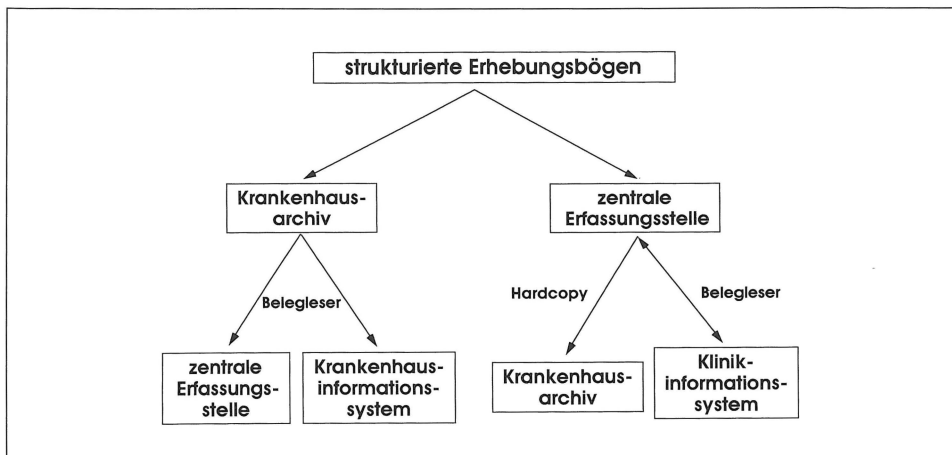 strukturierte Erhebungsbögen
Krankenhaus-
archiv
zentrale
Erfassungsstelle
Belegleser
Hardcopy
Belegleser
zentrale
Erfassungs-
stelle
Krankenhaus-
informations-
system
Krankenhaus-
archiv
Klinik-
informations-
system